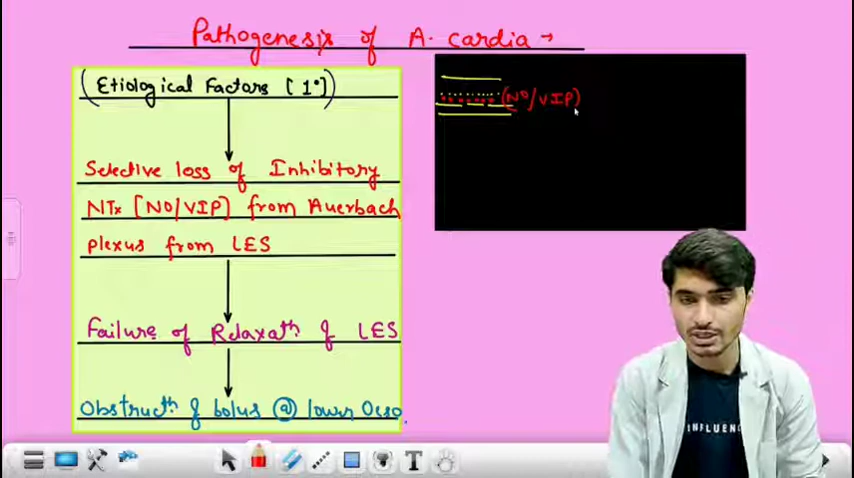 Pathogenesis of A. cardia →
(Etiological Factors [1°])
Selective loss of Inhibitory
NTx [NO/VIP] from Auerbach
plexus from LES
Failure of Relaxatn of LES
Obstructn of bolus @ lower Oeso.
(NO/VIP)
INFLUENC
T